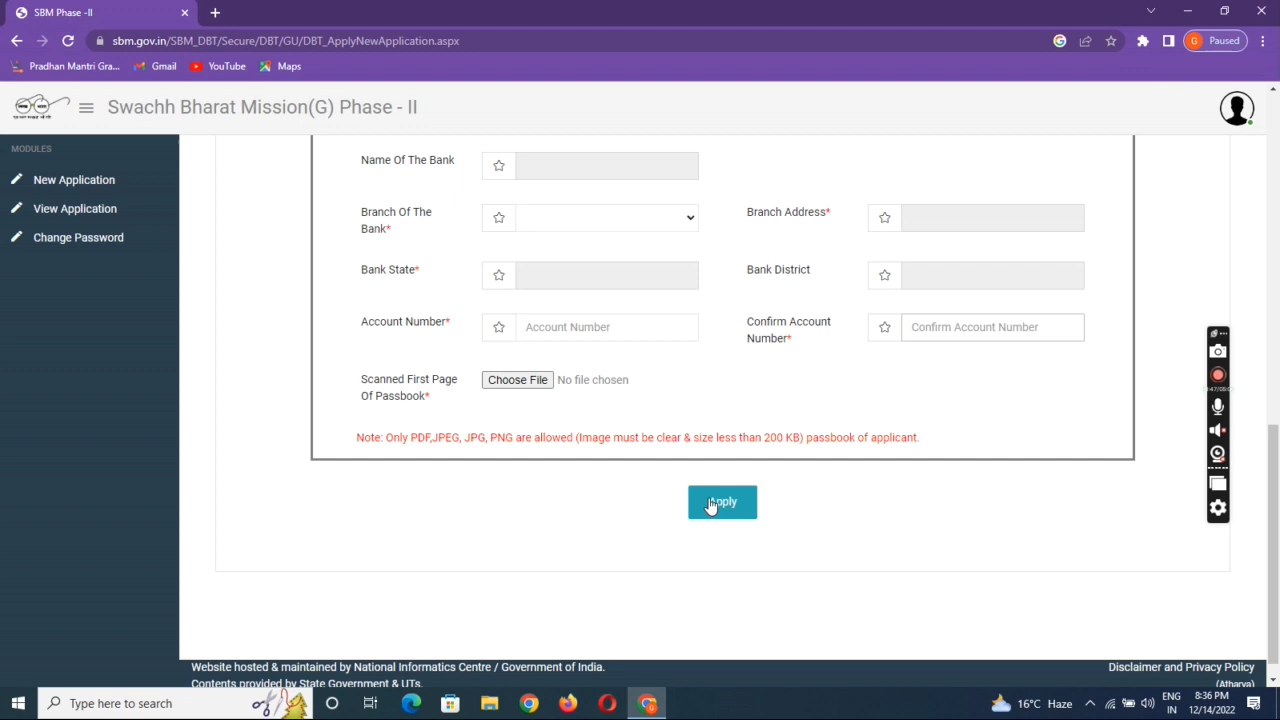 SBM Phase -II
sbm.gov.in/SBM_DBT/Secure/DBT/GU/DBT_ApplyNewApplication.aspx
G Paused
Pradhan Mantri Gra...
Gmail
YouTube
Maps
Swachh Bharat Mission(G) Phase - II
MODULES
New Application
View Application
Change Password
Name Of The Bank
Branch Of The
Bank*
Branch Address*
Bank State*
Bank District
Account Number*
Account Number
Confirm Account
Number*
Confirm Account Number
Scanned First Page
Of Passbook*
Choose File No file chosen
Note: Only PDF,JPEG, JPG, PNG are allowed (Image must be clear & size less than 200 KB) passbook of applicant.
Apply
Website hosted & maintained by National Informatics Centre / Government of India.
Disclaimer and Privacy Policy
Contents provided by State Government & UTs.
(Atharva)
Type here to search
16°C Haze
ENG
IN
8:36 PM
12/14/2022